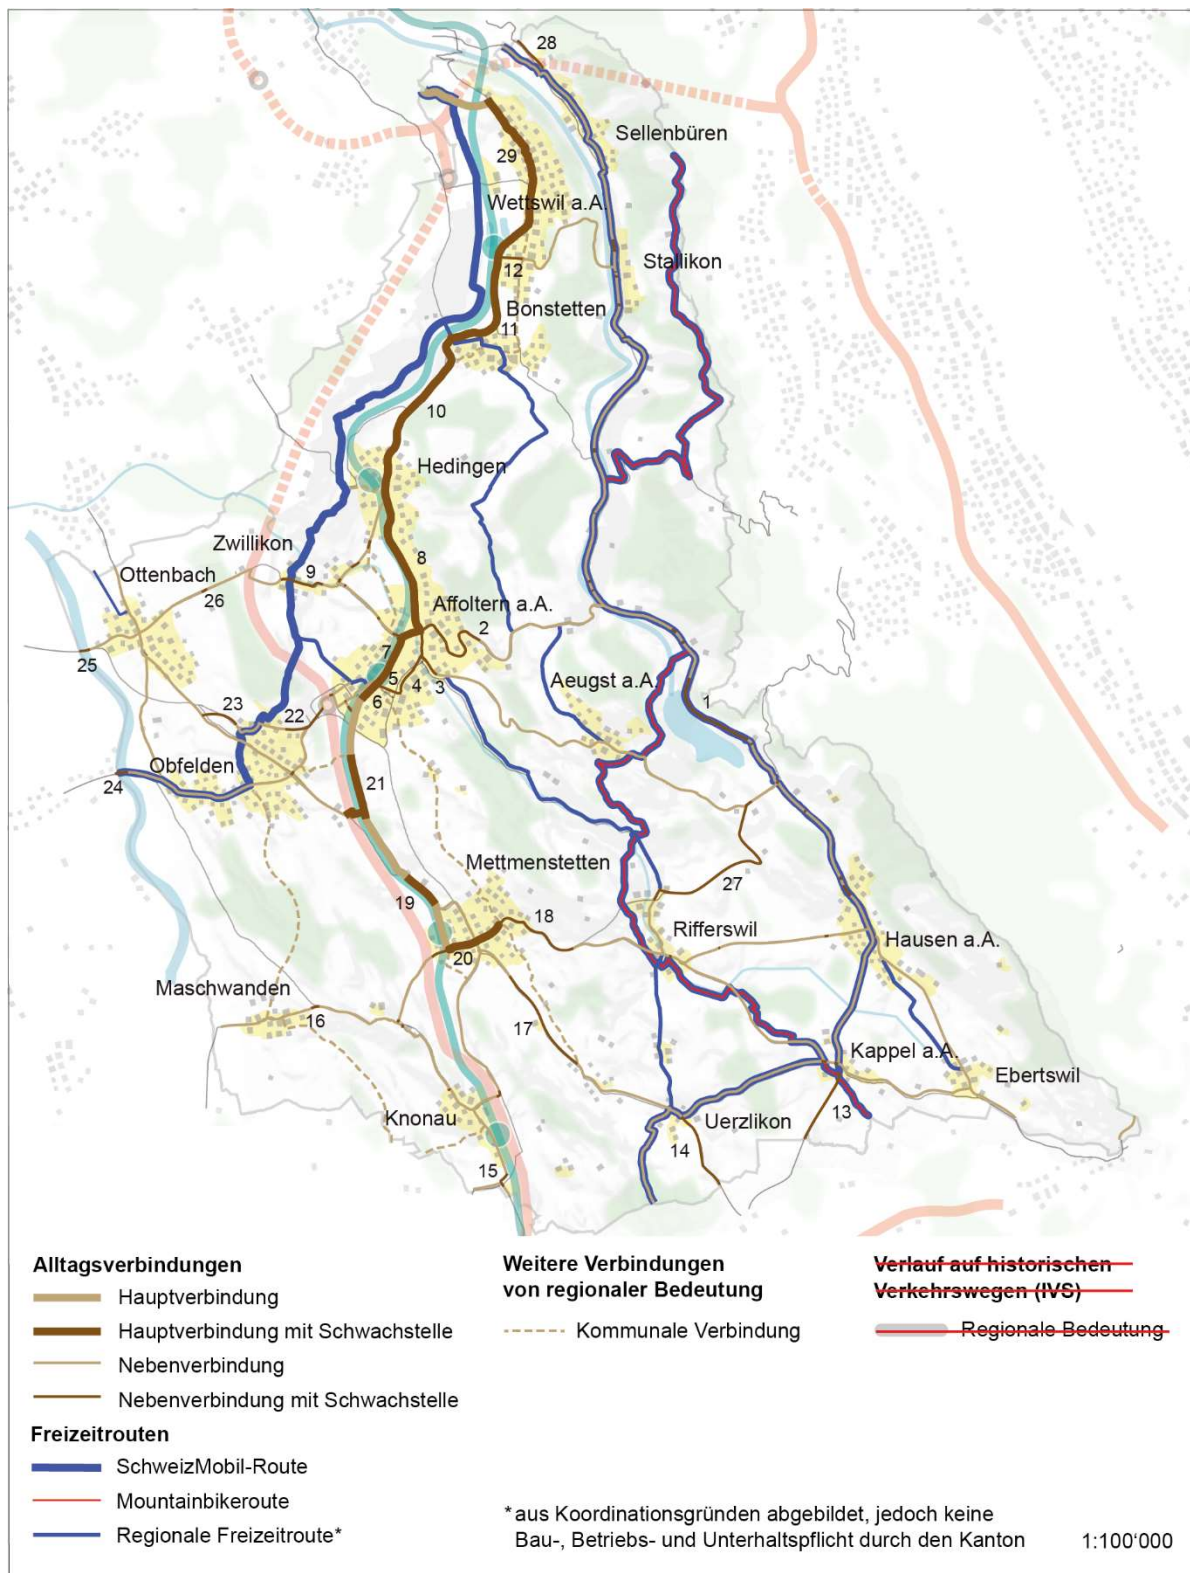 28
Sellenbüren
29
Wettswil a.A.
12
Stallikon
Bonstetten
11
10
Hedingen
Zwillikon
9
8
Ottenbach
26
Affoltern a.A.
2
7
25
5
4
3
Aeugst a.A.
6
1
23
22
Obfelden
24
21
Mettmenstetten
27
19
18
Rifferswil
Hausen a.A.
20
Maschwanden
16
17
Kappel a.A.
Ebertswil
Knonau
Uerzlikon
13
14
15
Alltagsverbindungen
Hauptverbindung
Hauptverbindung mit Schwachstelle
Nebenverbindung
Nebenverbindung mit Schwachstelle
Freizeitrouten
SchweizMobil-Route
Mountainbikeroute
Regionale Freizeitroute*
Weitere Verbindungen
von regionaler Bedeutung
Kommunale Verbindung
Verlauf auf historischen
Verkehrswegen (IVS)
Regionale Bedeutung
* aus Koordinationsgründen abgebildet, jedoch keine
Bau-, Betriebs- und Unterhaltspflicht durch den Kanton
1:100'000